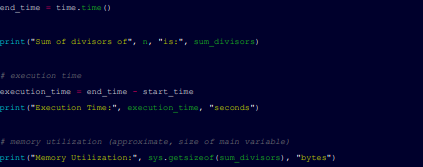 end_time = time.time()
print("Sum of divisors of", n, "is:", sum_divisors)
# execution time
execution_time = end_time - start_time
print("Execution Time:", execution_time, "seconds")
# memory utilization (approximate, size of main variable)
print("Memory Utilization:", sys.getsizeof(sum_divisors), "bytes")